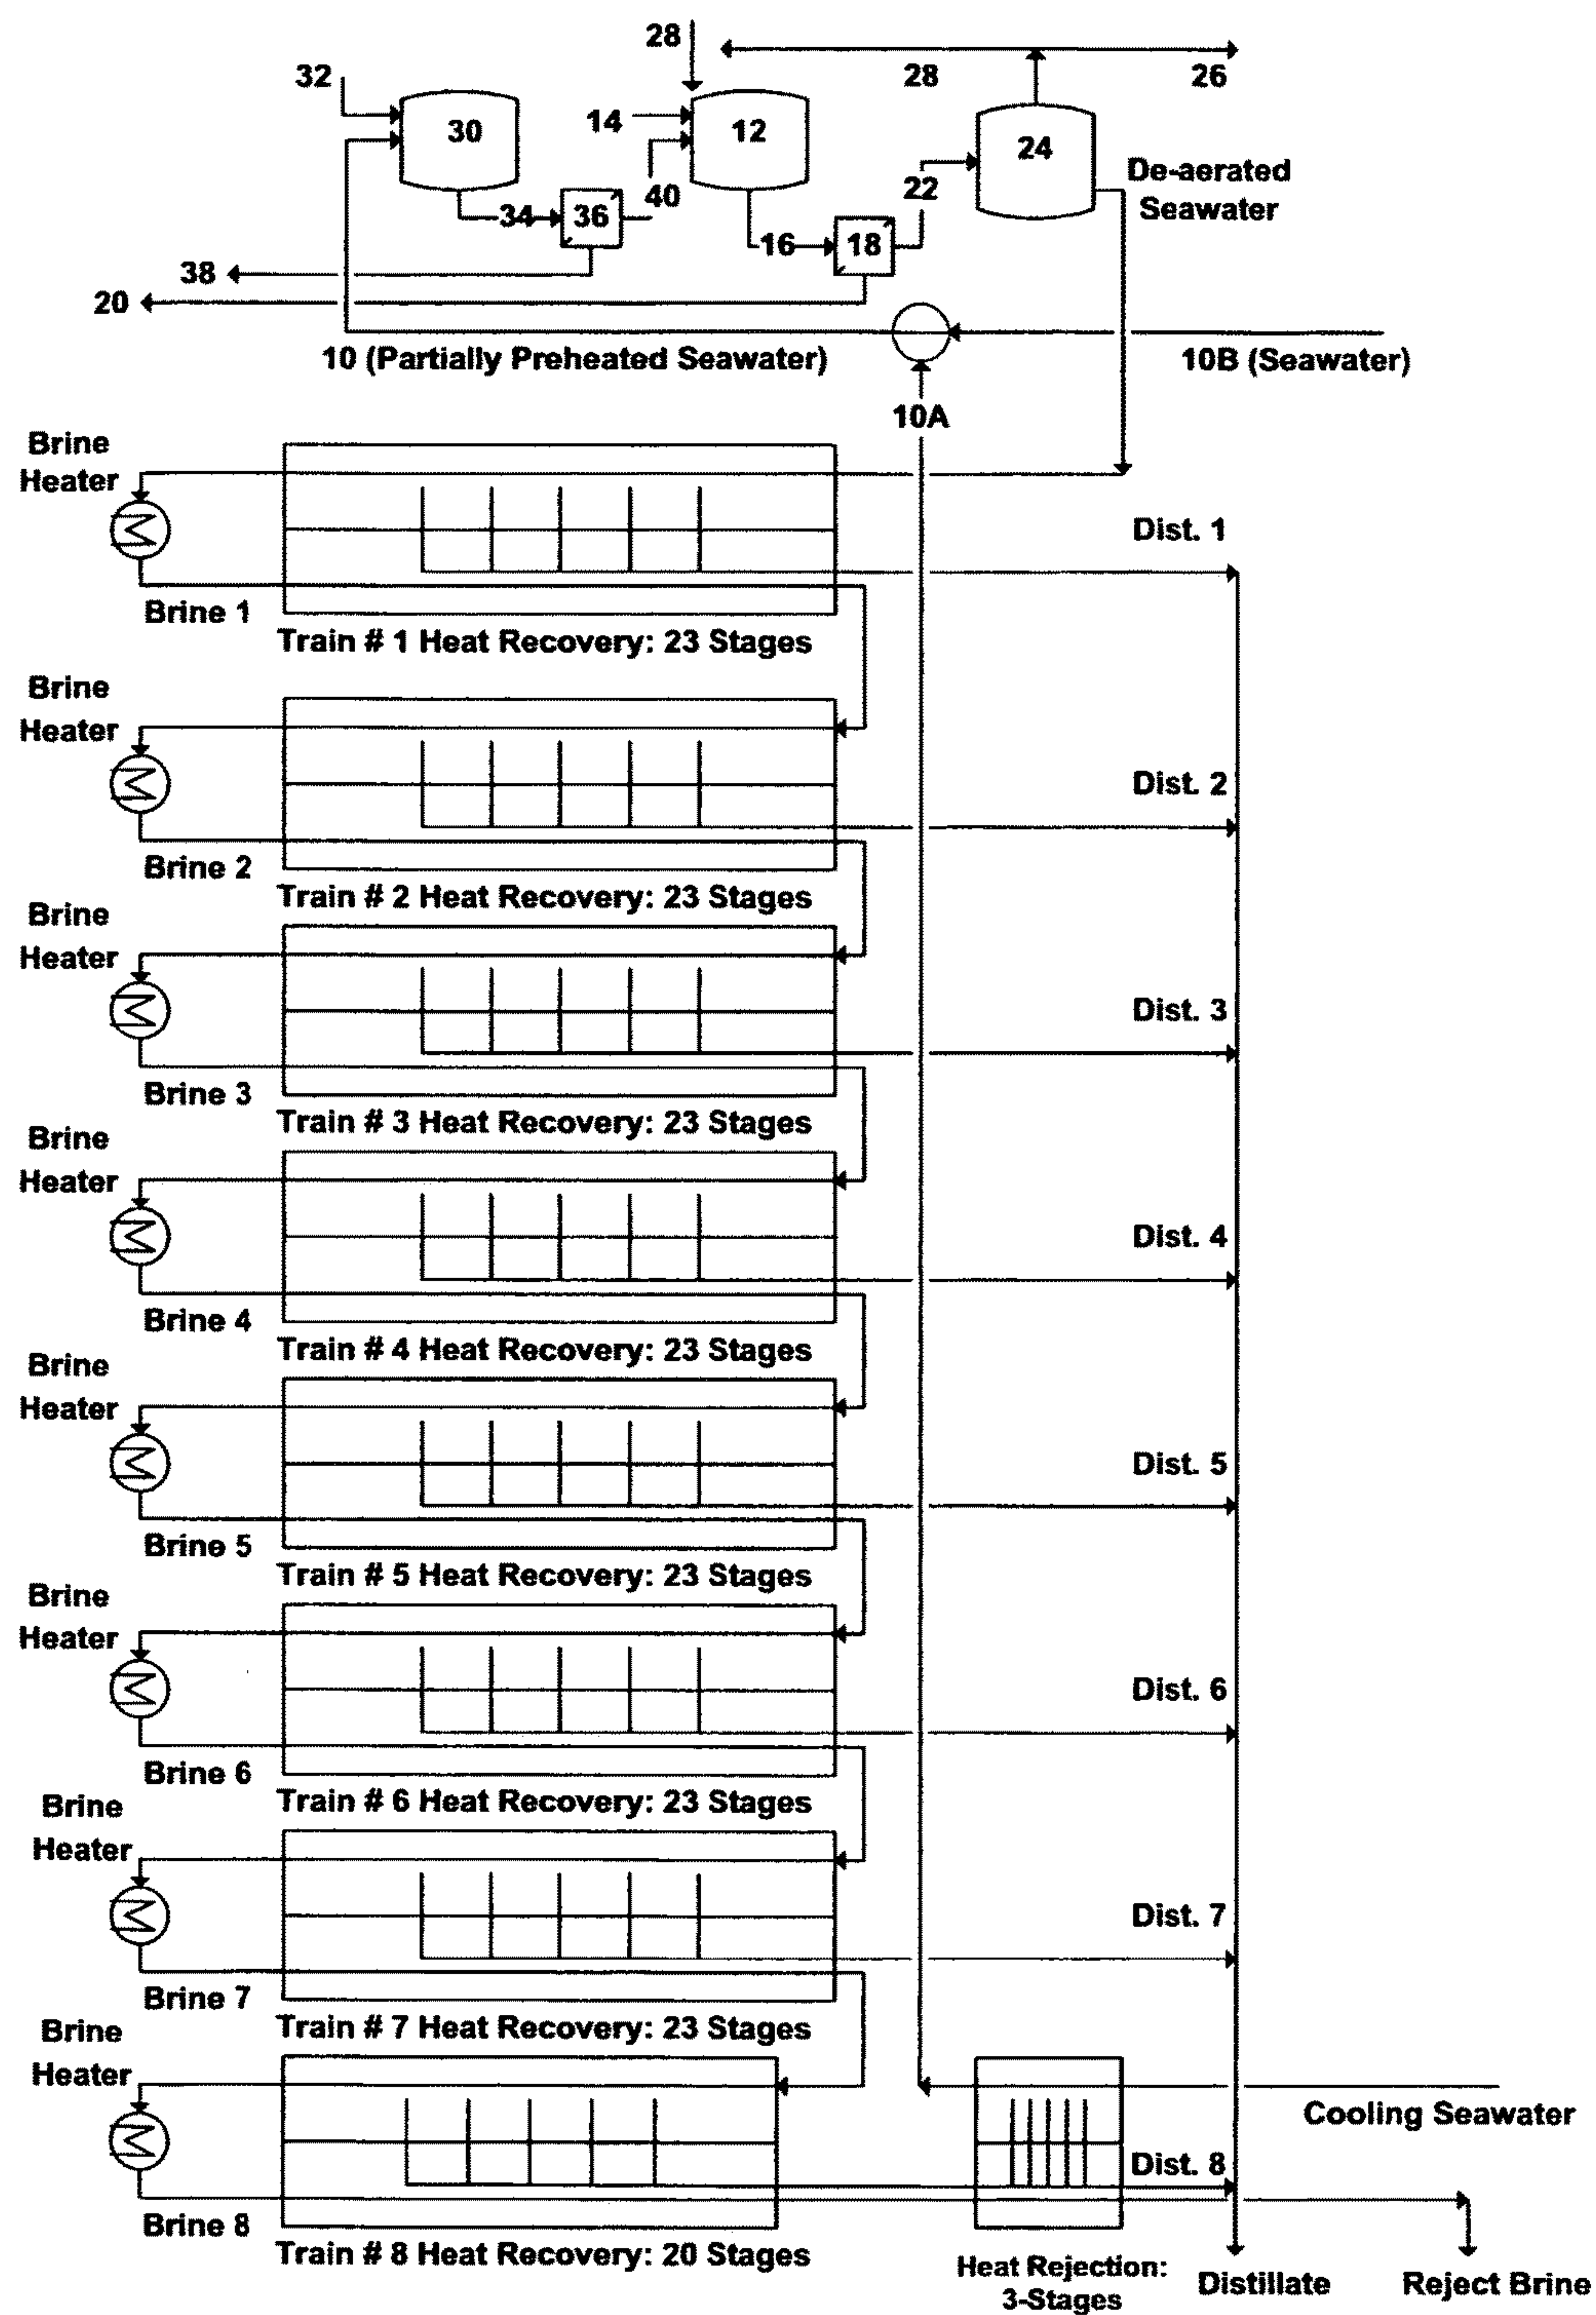 28
32
28
26
30
14
12
24
De-aerated
Seawater
40
22
34
36
16
18
38
20
10 (Partially Preheated Seawater)
10B (Seawater)
10A
Brine
Heater
Dist. 1
Brine 1
Train # 1 Heat Recovery: 23 Stages
Brine
Heater
Dist. 2
Brine 2
Train # 2 Heat Recovery: 23 Stages
Brine
Heater
Dist. 3
Brine 3
Train # 3 Heat Recovery: 23 Stages
Brine
Heater
Dist. 4
Brine 4
Train # 4 Heat Recovery: 23 Stages
Brine
Heater
Dist. 5
Brine 5
Train # 5 Heat Recovery: 23 Stages
Brine
Heater
Dist. 6
Brine 6
Train # 6 Heat Recovery: 23 Stages
Brine
Heater
Dist. 7
Brine 7
Train # 7 Heat Recovery: 23 Stages
Brine
Heater
Cooling Seawater
Dist. 8
Brine 8
Train # 8 Heat Recovery: 20 Stages
Heat Rejection:
3-Stages
Distillate
Reject Brine